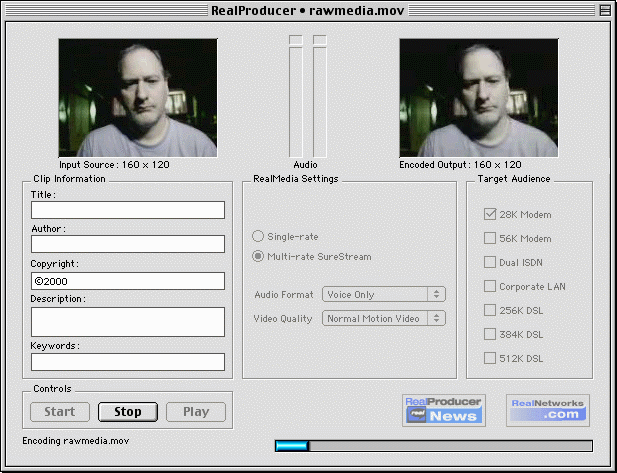 RealProducer • rawmedia.mov
Input Source: 160 × 120
Audio
Encoded Output: 160 × 120
Clip Information
Title:
Author:
Copyright:
©2000
Description:
Keywords:
RealMedia Settings
Single-rate
Multi-rate SureStream
Audio Format Voice Only
Video Quality Normal Motion Video
Target Audience
28K Modem
56K Modem
Dual ISDN
Corporate LAN
256K DSL
384K DSL
512K DSL
Controls
Start Stop Play
RealProducer
real News
RealNetworks
.com
Encoding rawmedia.mov